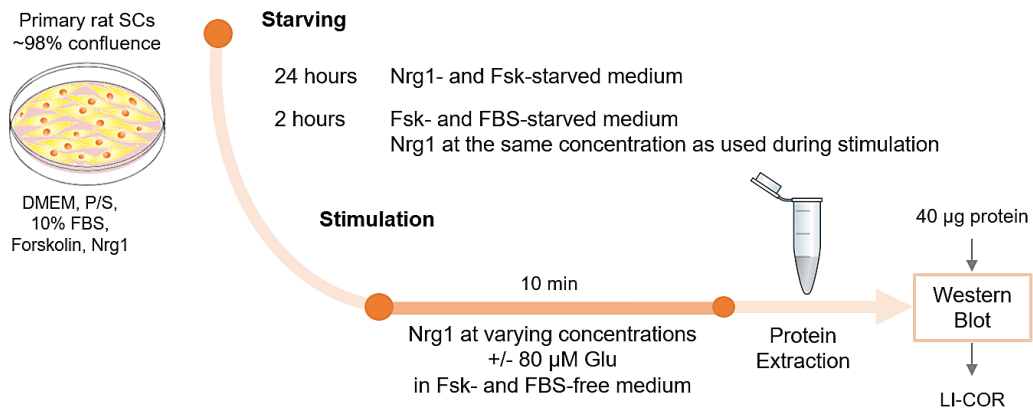 Primary rat SCs
~98% confluence
DMEM, P/S,
10% FBS,
Forskolin, Nrg1
Starving
24 hours Nrg1- and Fsk-starved medium
2 hours Fsk- and FBS-starved medium
Nrg1 at the same concentration as used during stimulation
Stimulation
10 min
Nrg1 at varying concentrations
+/- 80 µM Glu
in Fsk- and FBS-free medium
Protein
Extraction
40 µg protein
Western
Blot
LI-COR